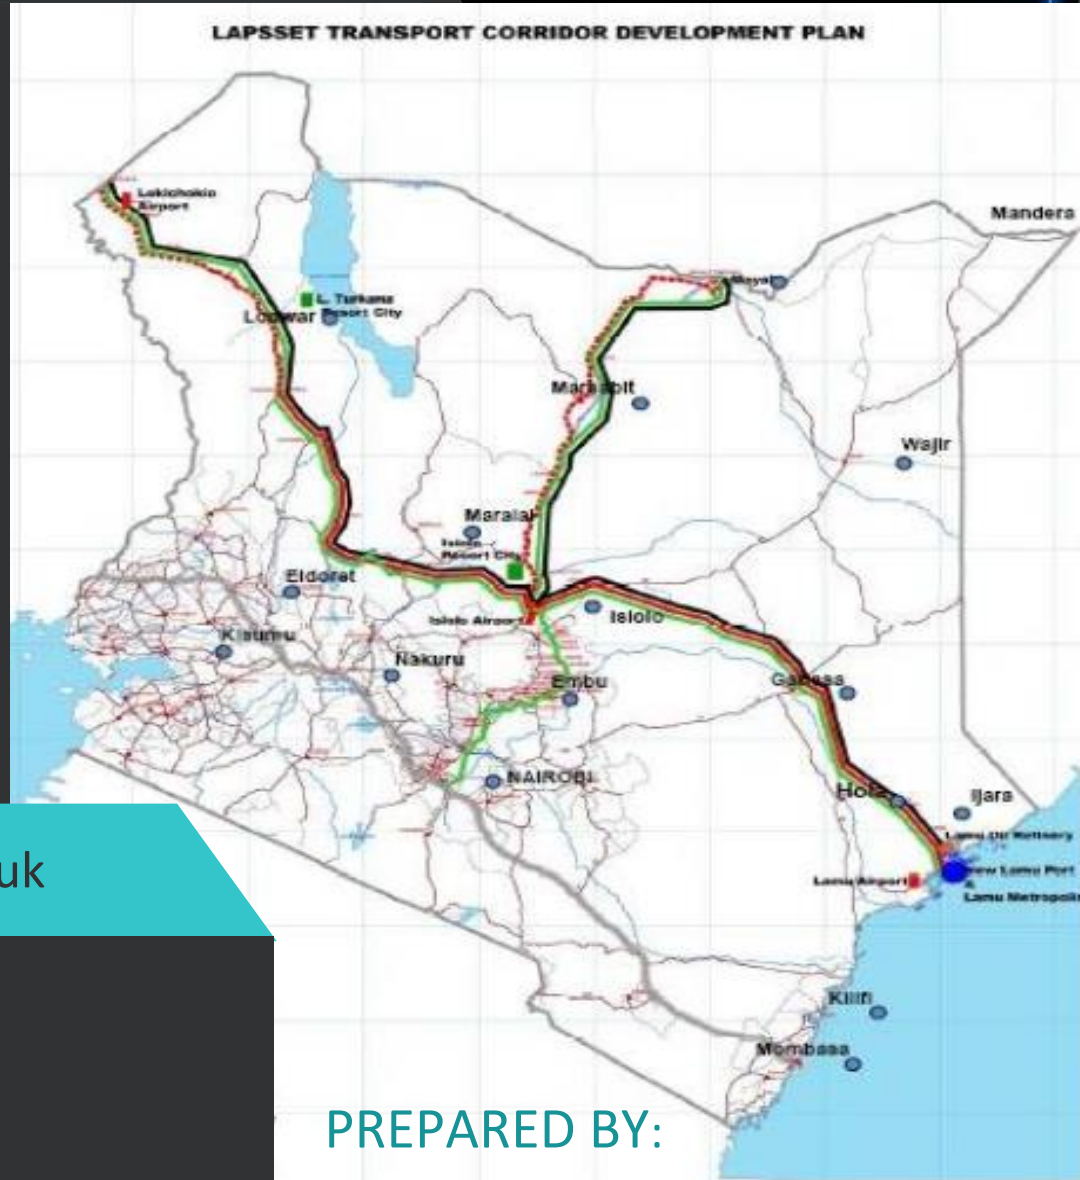 LAPSSET TRANSPORT CORRIDOR DEVELOPMENT PLAN
Lokichokio
Airport
Mandera
L. Turkana
Resort City
Lodwar
Moyal
Marsabit
Wajir
Maralal
Isiolo
Resort City
Eldoret
Isiolo Airport
Isiolo
Kisumu
Nakuru
Garissa
Embu
NAIROBI
Hola
Ijara
Lamu Oil Refinery
New Lamu Port
&
Lamu Metropolis
Lamu Airport
uk
Kilifi
Mombasa
PREPARED BY: